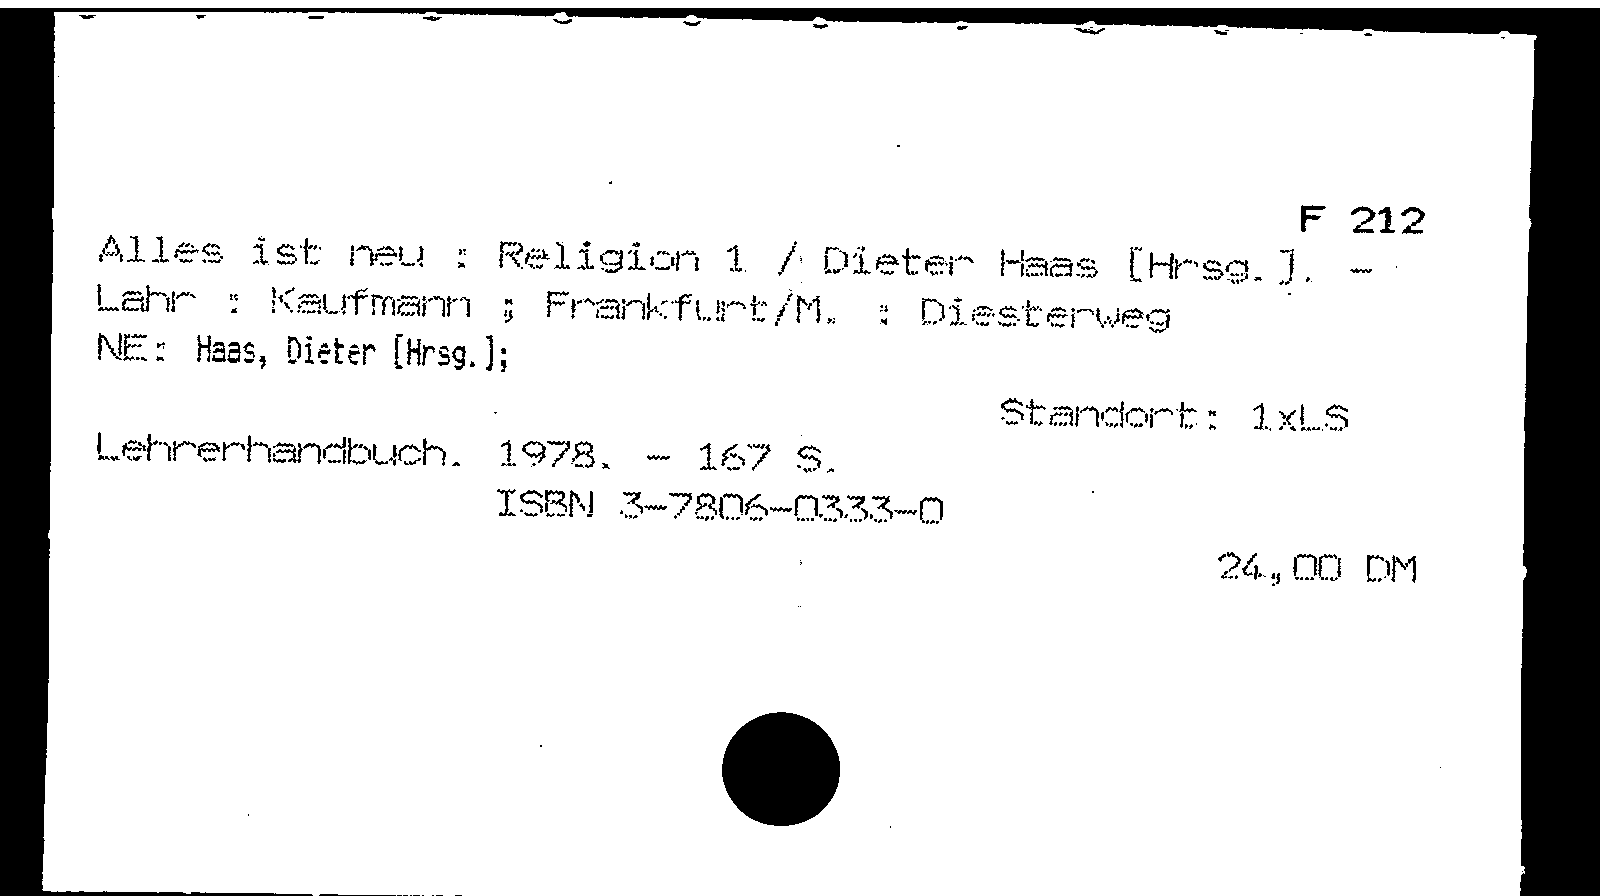 F 212
Alles ist neu : Religion 1 / Dieter Haas [Hrsg.]. -
Lahr : Kaufmann ; Frankfurt/M. : Diesterweg
NE: Haas, Dieter [Hrsg.];
Standort: 1xLS
Lehrerhandbuch. 1978. - 167 S.
ISBN 3-7806-0333-0
24,00 DM